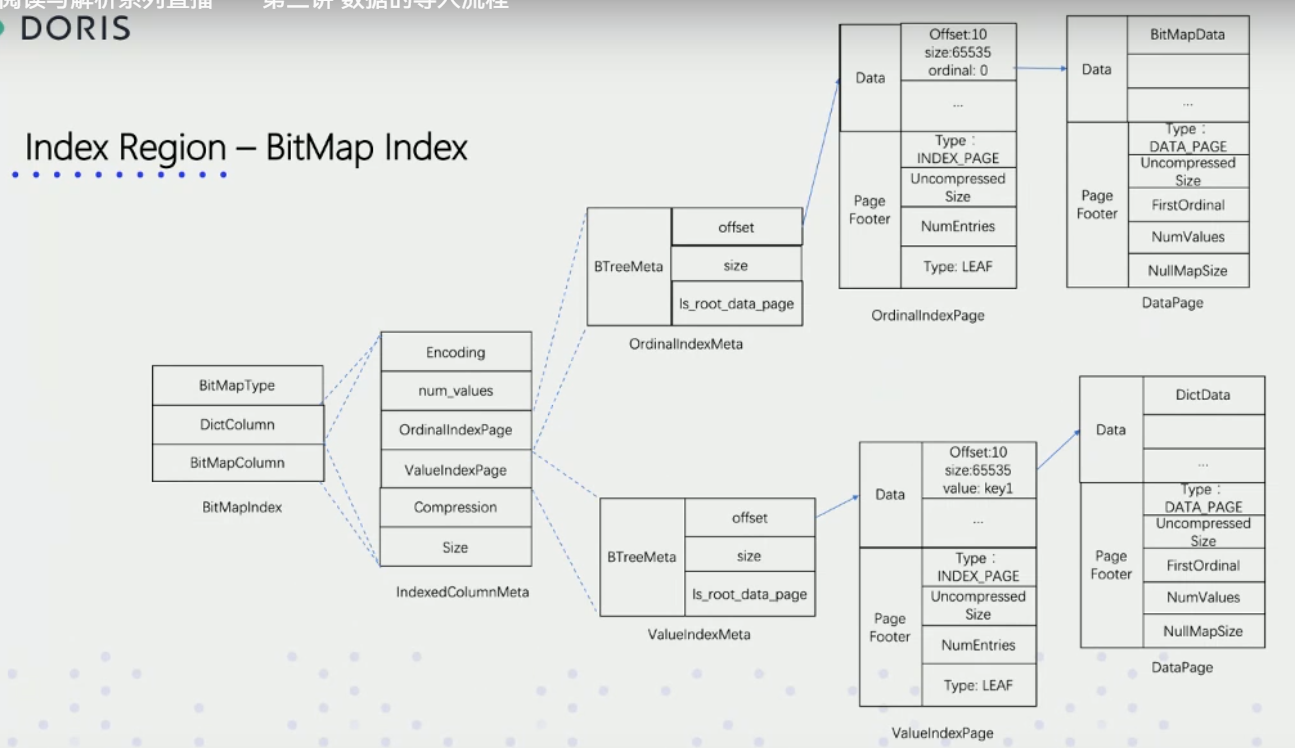 阅读与解析系列直播——第三讲 数据的导入流程
DORIS
Index Region – BitMap Index
BitMapType
DictColumn
BitMapColumn
BitMapIndex
Encoding
num_values
OrdinalIndexPage
ValueIndexPage
Compression
Size
IndexedColumnMeta
BTreeMeta
offset
size
Is_root_data_page
OrdinalIndexMeta
BTreeMeta
offset
size
Is_root_data_page
ValueIndexMeta
Data
Offset:10
size:65535
ordinal: 0
...
Page
Footer
Type：
INDEX_PAGE
Uncompressed
Size
NumEntries
Type: LEAF
OrdinalIndexPage
Data
BitMapData
...
Page
Footer
Type：
DATA_PAGE
Uncompressed
Size
FirstOrdinal
NumValues
NullMapSize
DataPage
Data
Offset:10
size:65535
value: key1
...
Page
Footer
Type：
INDEX_PAGE
Uncompressed
Size
NumEntries
Type: LEAF
ValueIndexPage
Data
DictData
...
Page
Footer
Type：
DATA_PAGE
Uncompressed
Size
FirstOrdinal
NumValues
NullMapSize
DataPage